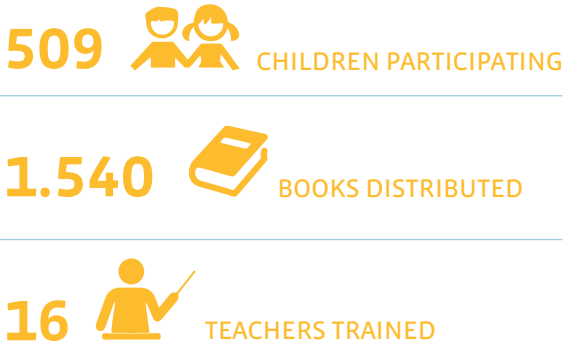 509 CHILDREN PARTICIPATING
1.540 BOOKS DISTRIBUTED
16 TEACHERS TRAINED